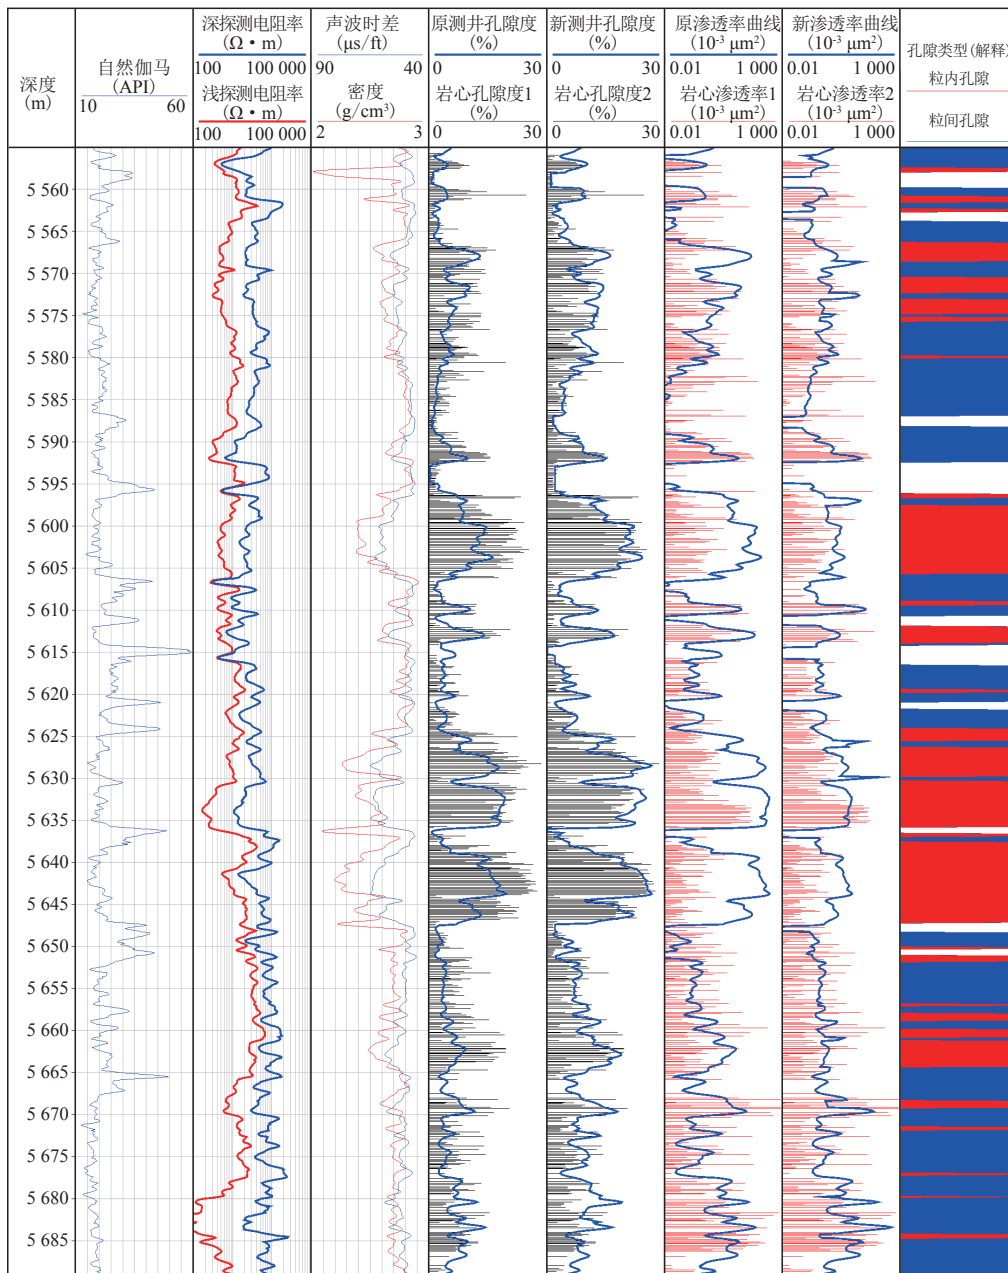 深度
(m)
自然伽马
(API)
10 60
深探测电阻率
(Ω·m)
100 100 000
浅探测电阻率
(Ω·m)
100 100 000
声波时差
(μs/ft)
90 40
密度
(g/cm³)
2 3
原测井孔隙度
(%)
0 30
岩心孔隙度1
(%)
0 30
新测井孔隙度
(%)
0 30
岩心孔隙度2
(%)
0 30
原渗透率曲线
(10⁻³ μm²)
0.01 1 000
岩心渗透率1
(10⁻³ μm²)
0.01 1 000
新渗透率曲线
(10⁻³ μm²)
0.01 1 000
岩心渗透率2
(10⁻³ μm²)
0.01 1 000
孔隙类型(解释)
粒内孔隙
粒间孔隙
5 560
5 565
5 570
5 575
5 580
5 585
5 590
5 595
5 600
5 605
5 610
5 615
5 620
5 625
5 630
5 635
5 640
5 645
5 650
5 655
5 660
5 665
5 670
5 675
5 680
5 685